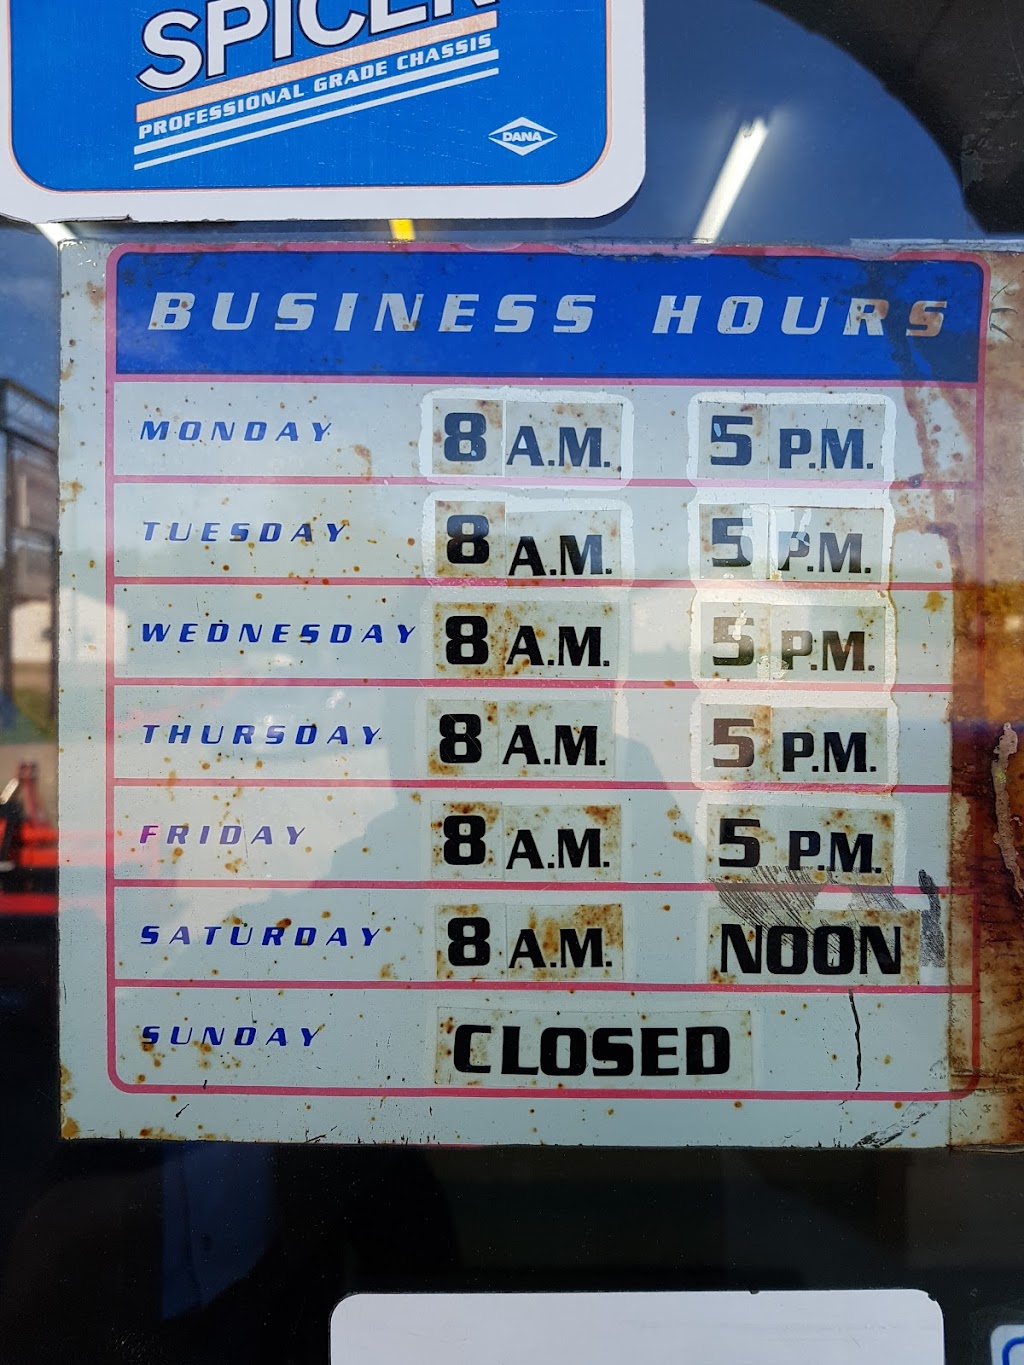 SPICER
PROFESSIONAL GRADE CHASSIS
DANA
BUSINESS HOURS
MONDAY 8 A.M. 5 P.M.
TUESDAY 8 A.M. 5 P.M.
WEDNESDAY 8 A.M. 5 P.M.
THURSDAY 8 A.M. 5 P.M.
FRIDAY 8 A.M. 5 P.M.
SATURDAY 8 A.M. NOON
SUNDAY CLOSED